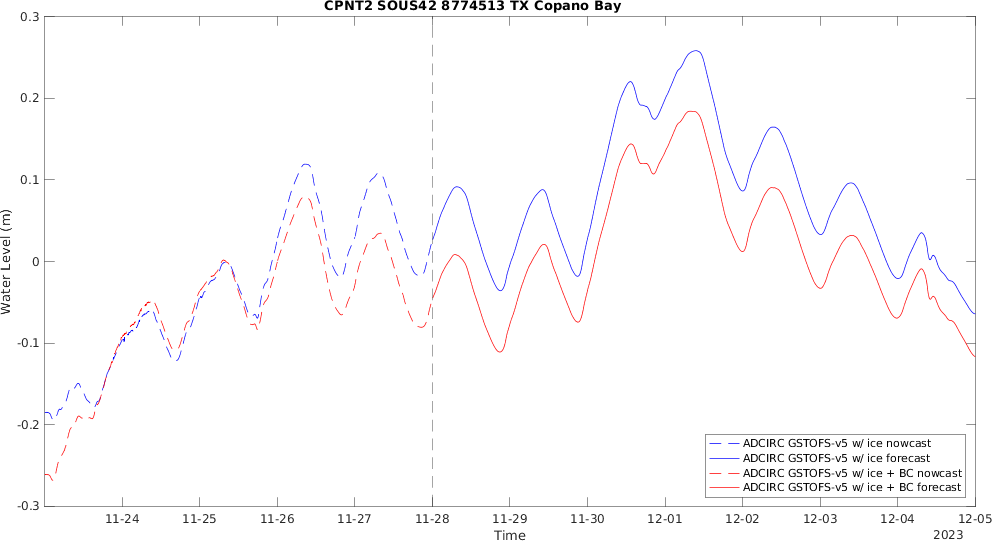 CPNT2 SOUS42 8774513 TX Copano Bay
0.3
0.2
0.1
0
-0.1
-0.2
-0.3
Water Level (m)
ADCIRC GSTOFS-v5 w/ ice nowcast
ADCIRC GSTOFS-v5 w/ ice forecast
ADCIRC GSTOFS-v5 w/ ice + BC nowcast
ADCIRC GSTOFS-v5 w/ ice + BC forecast
11-24 11-25 11-26 11-27 11-28 11-29 11-30 12-01 12-02 12-03 12-04 12-05
Time
2023